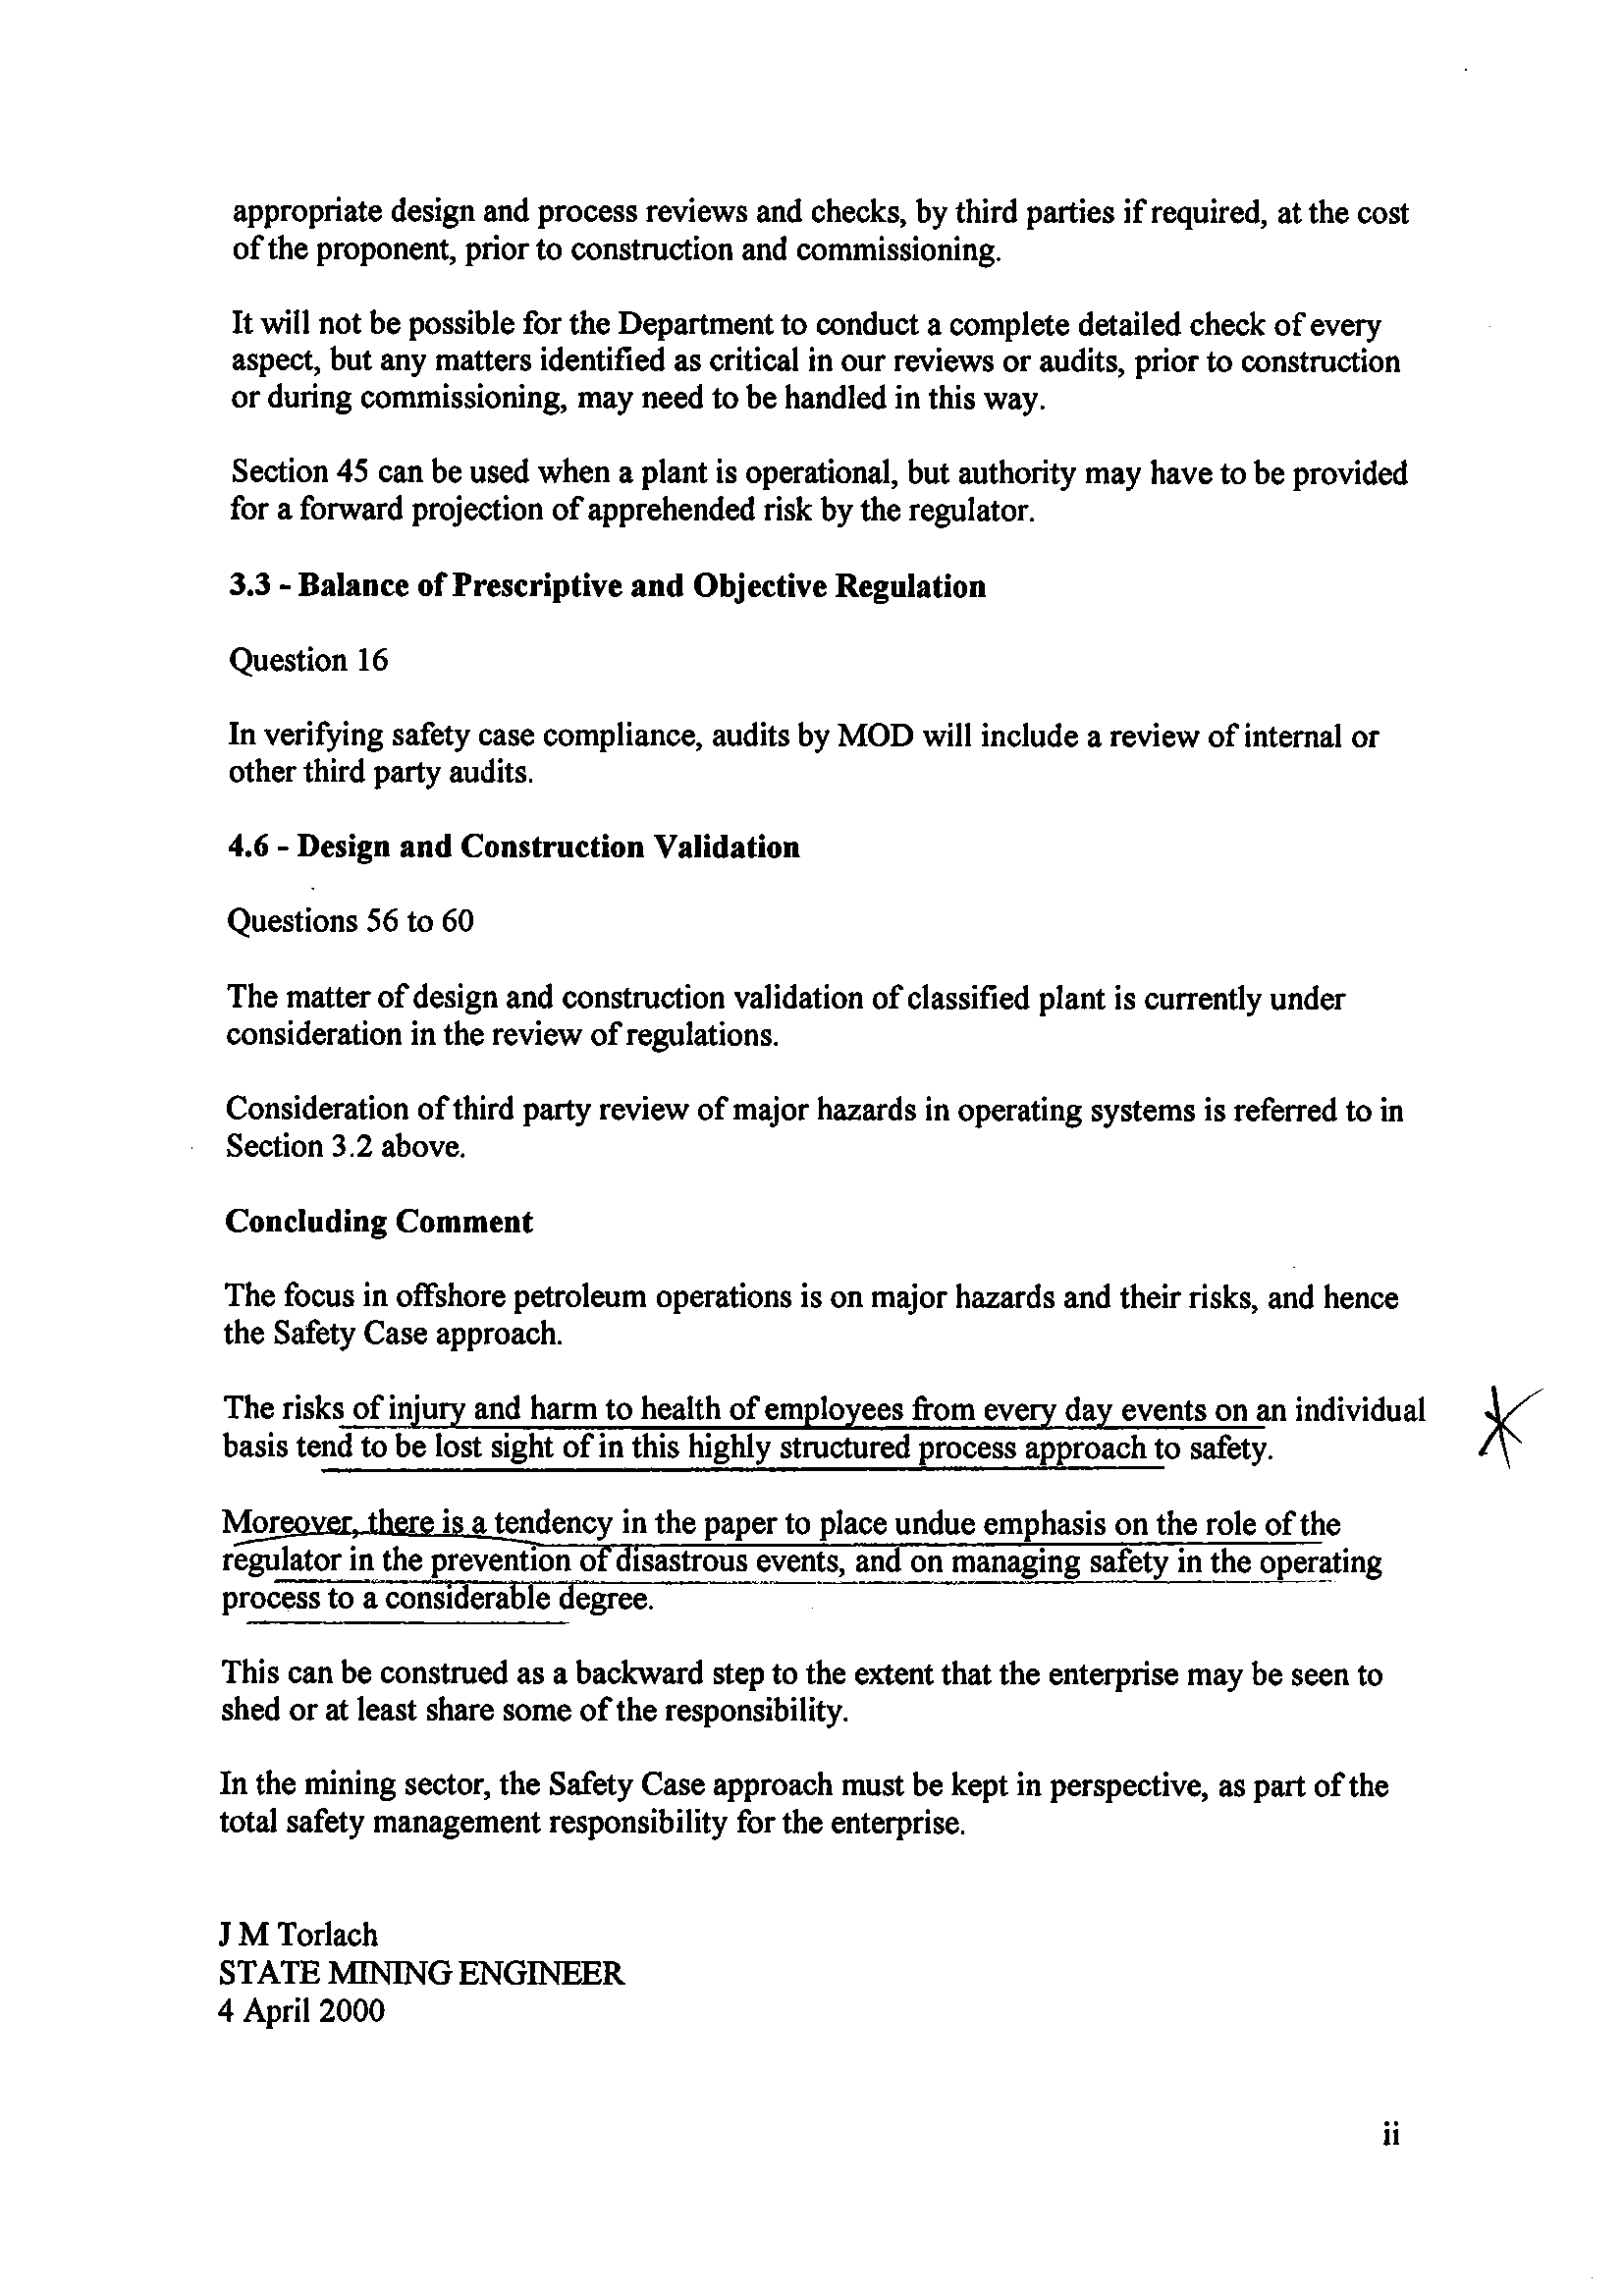 appropriate design and process reviews and checks, by third parties if required, at the cost
of the proponent, prior to construction and commissioning.
It will not be possible for the Department to conduct a complete detailed check of every
aspect, but any matters identified as critical in our reviews or audits, prior to construction
or during commissioning, may need to be handled in this way.
Section 45 can be used when a plant is operational, but authority may have to be provided
for a forward projection of apprehended risk by the regulator.
3.3 - Balance of Prescriptive and Objective Regulation
Question 16
In verifying safety case compliance, audits by MOD will include a review of internal or
other third party audits.
4.6 - Design and Construction Validation
Questions 56 to 60
The matter of design and construction validation of classified plant is currently under
consideration in the review of regulations.
Consideration of third party review of major hazards in operating systems is referred to in
Section 3.2 above.
Concluding Comment
The focus in offshore petroleum operations is on major hazards and their risks, and hence
the Safety Case approach.
The risks of injury and harm to health of employees from every day events on an individual
basis tend to be lost sight of in this highly structured process approach to safety.
Moreover, there is a tendency in the paper to place undue emphasis on the role of the
regulator in the prevention of disastrous events, and on managing safety in the operating
process to a considerable degree.
This can be construed as a backward step to the extent that the enterprise may be seen to
shed or at least share some of the responsibility.
In the mining sector, the Safety Case approach must be kept in perspective, as part of the
total safety management responsibility for the enterprise.
J M Torlach
STATE MINING ENGINEER
4 April 2000
ii